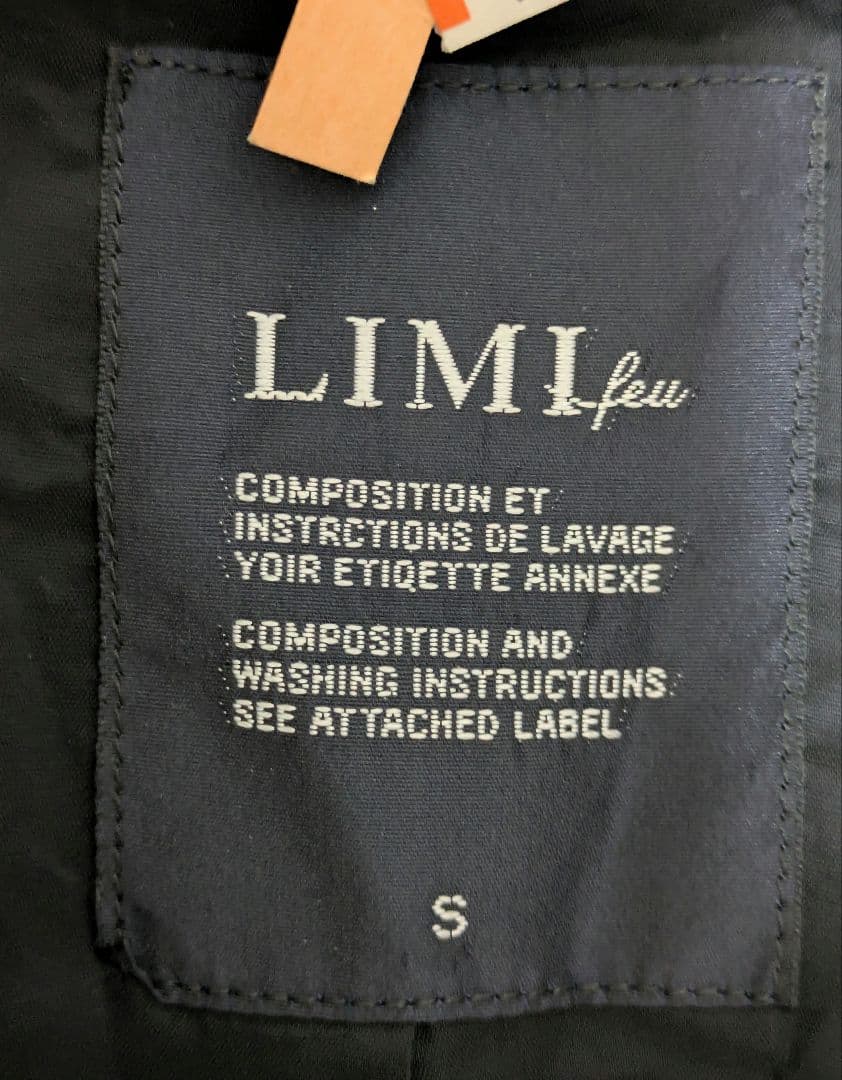 LIMI feu
COMPOSITION ET
INSTRCTIONS DE LAVAGE
YOIR ETIQETTE ANNEXE
COMPOSITION AND
WASHING INSTRUCTIONS
SEE ATTACHED LABEL
S